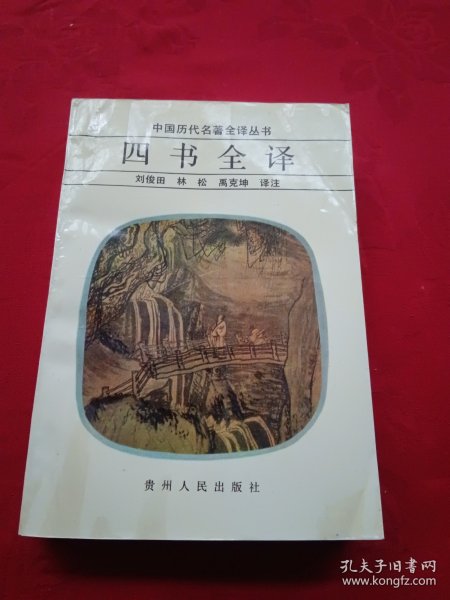 中国历代名著全译丛书
四书全译
刘俊田 林松 禹克坤 译注
贵州人民出版社
孔夫子旧书网
www.kongfz.com